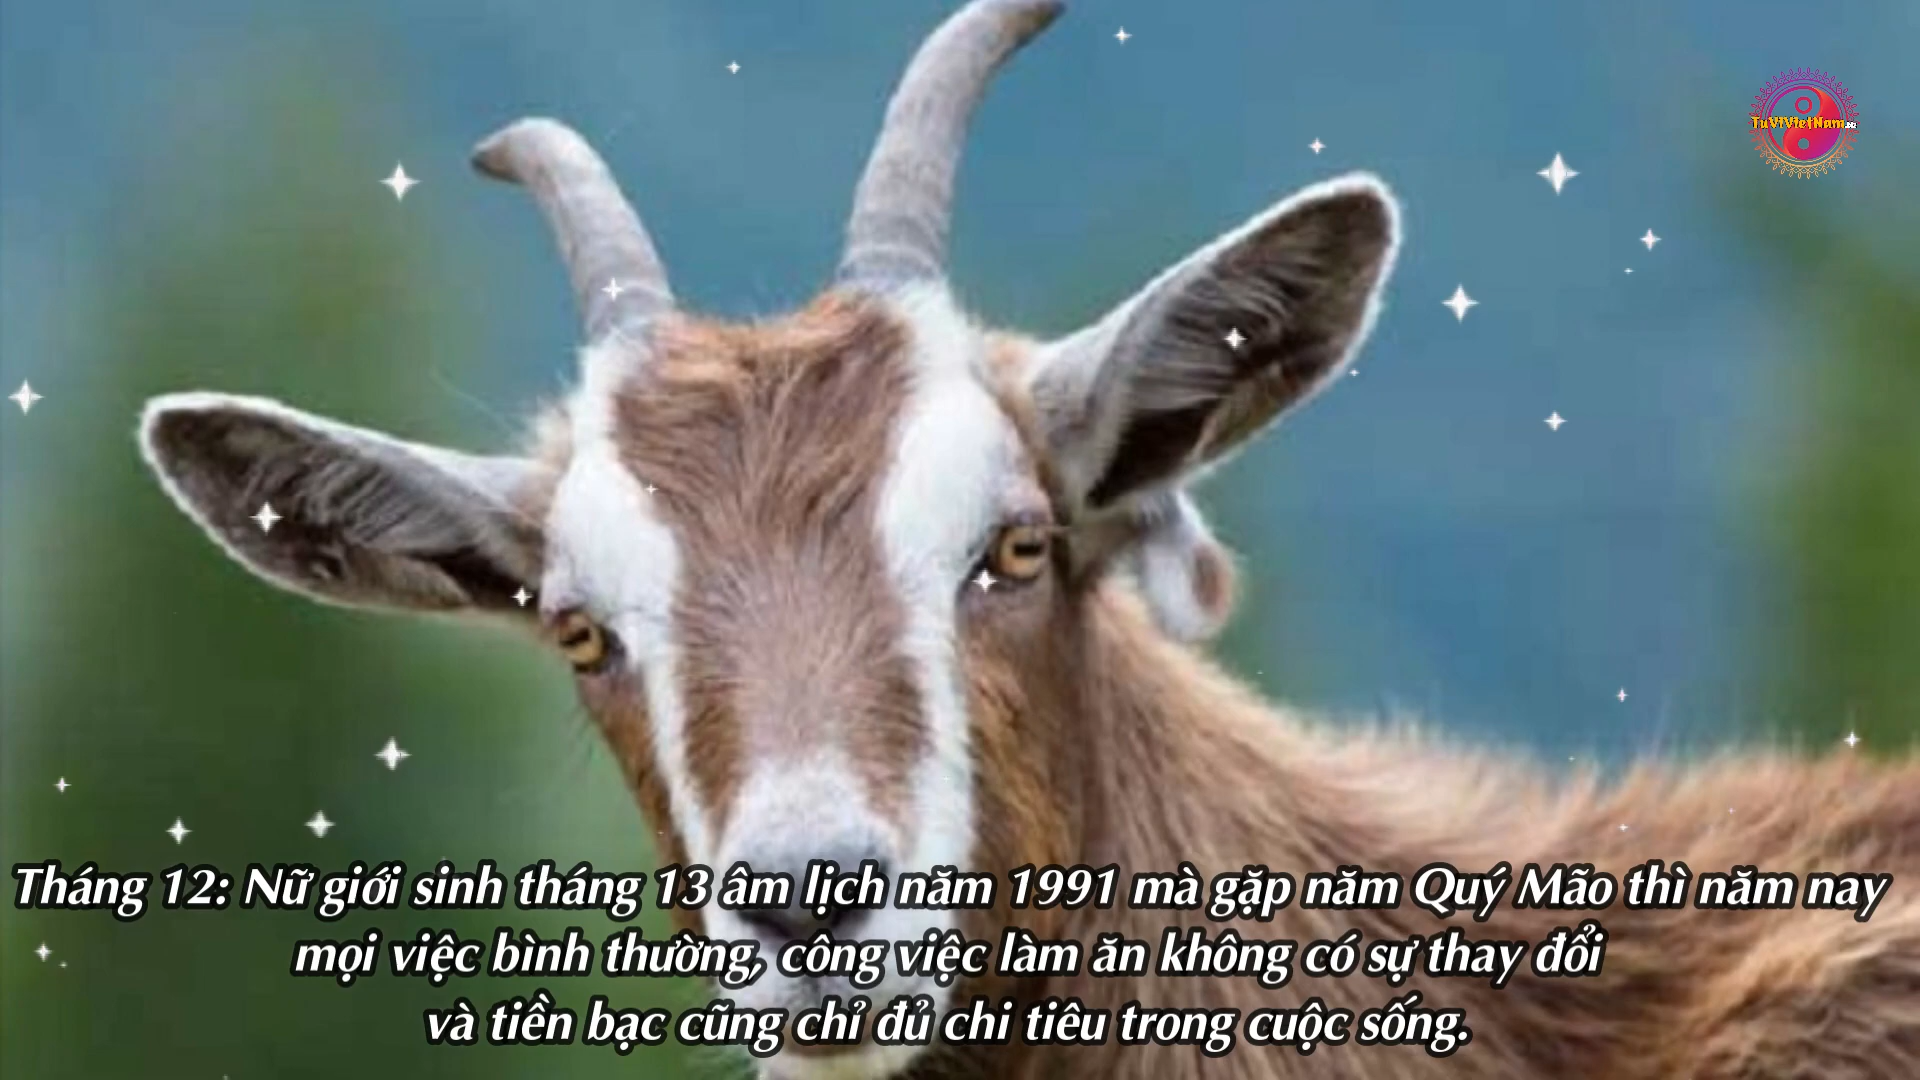 TuViVietNam
Tháng 12: Nữ giới sinh tháng 13 âm lịch năm 1991 mà gặp năm Quý Mão thì năm nay
mọi việc bình thường, công việc làm ăn không có sự thay đổi
và tiền bạc cũng chỉ đủ chi tiêu trong cuộc sống.